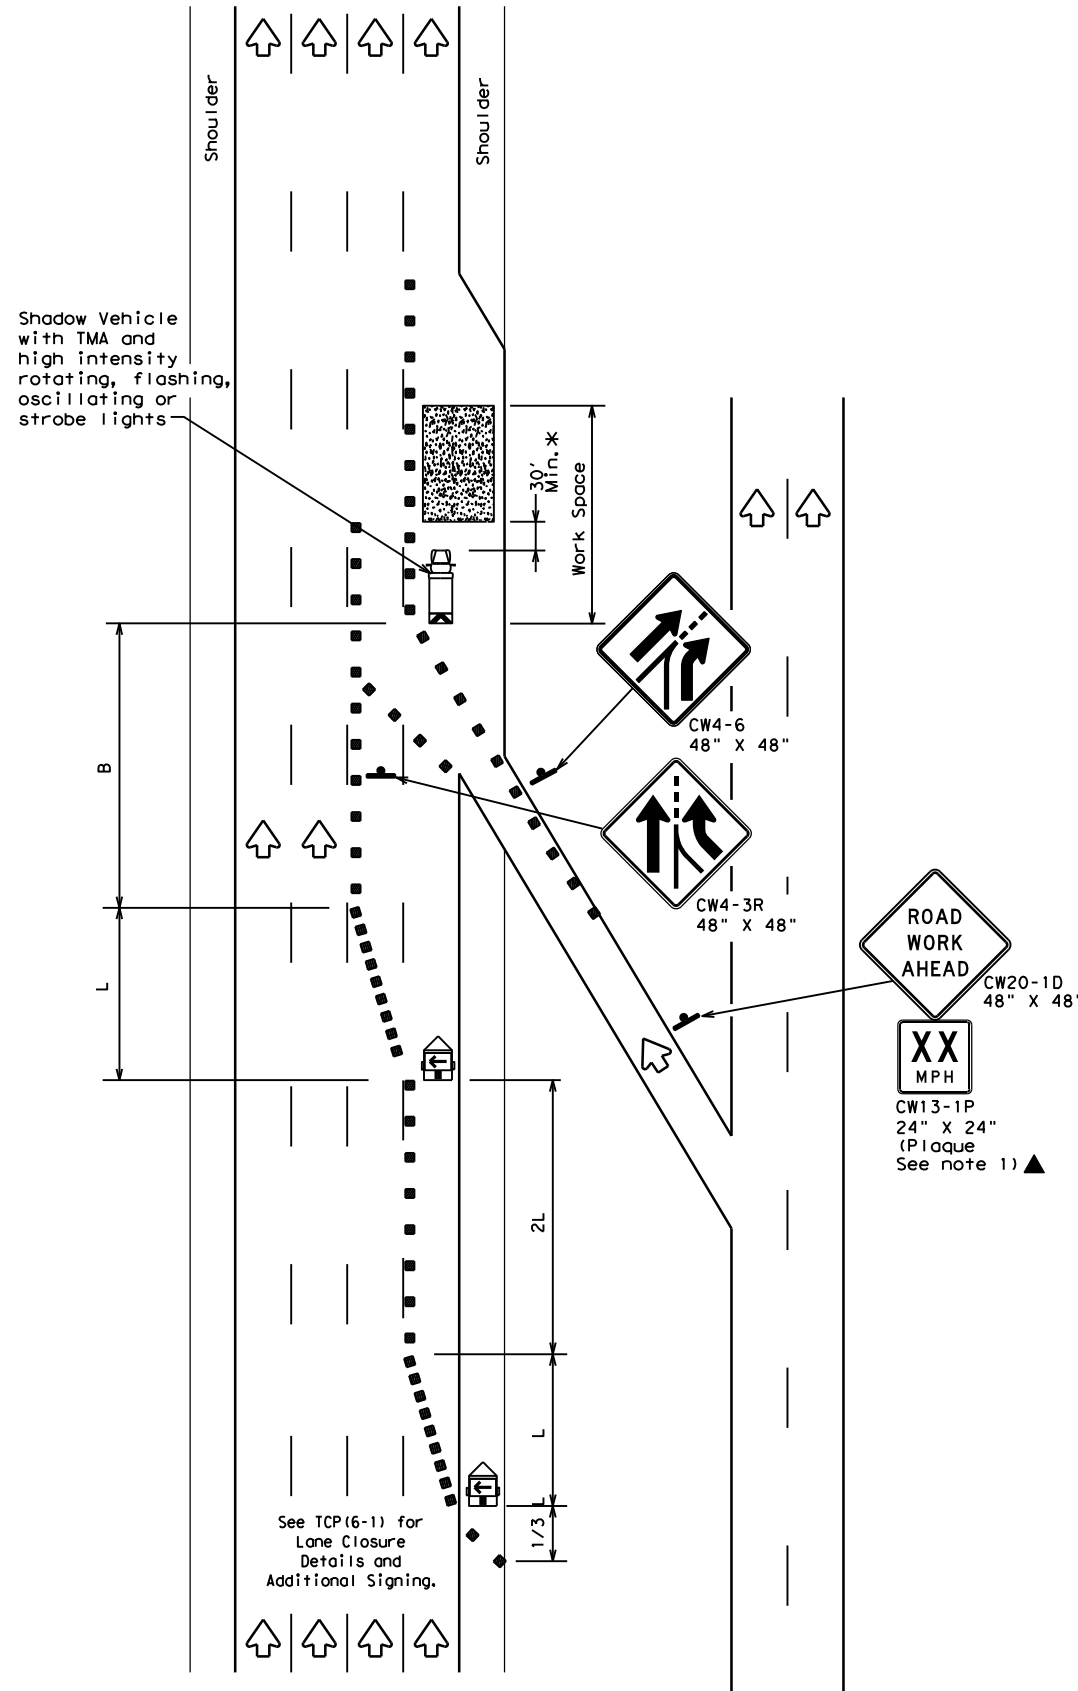 Shoulder
Shoulder
Shadow Vehicle
with TMA and
high intensity
rotating, flashing,
oscillating or
strobe lights
30'
Min.*
Work Space
CW4-6
48" X 48"
B
CW4-3R
48" X 48"
ROAD
WORK
AHEAD
CW20-1D
48" X 48"
XX
MPH
CW13-1P
24" X 24"
(Plaque
See note 1)▲
L
2L
L
1/3 L
See TCP(6-1) for
Lane Closure
Details and
Additional Signing.